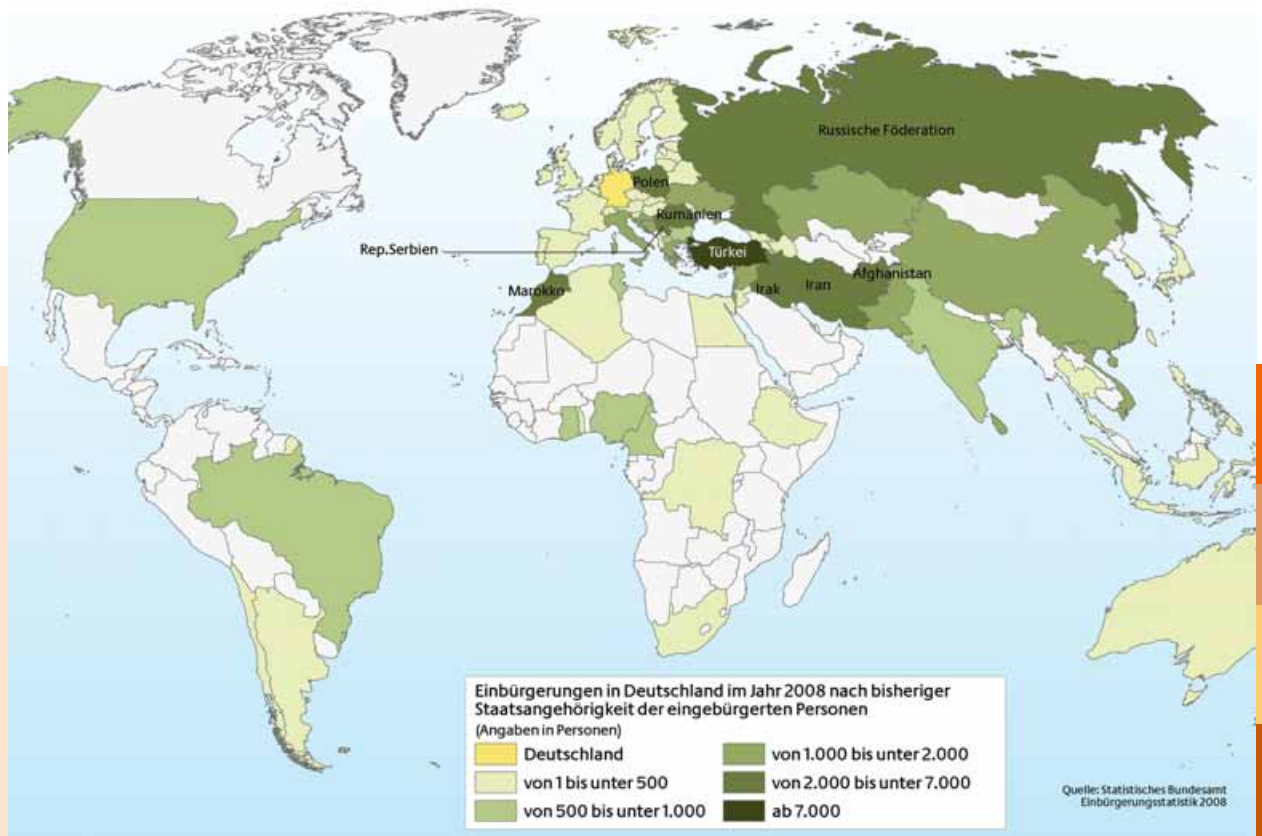 Russische Föderation
Polen
Rumänien
Rep.Serbien
Türkei
Marokko
Irak
Iran
Afghanistan
Einbürgerungen in Deutschland im Jahr 2008 nach bisheriger
Staatsangehörigkeit der eingebürgerten Personen
(Angaben in Personen)
Deutschland
von 1 bis unter 500
von 500 bis unter 1.000
von 1.000 bis unter 2.000
von 2.000 bis unter 7.000
ab 7.000
Quelle: Statistisches Bundesamt
Einbürgerungsstatistik 2008